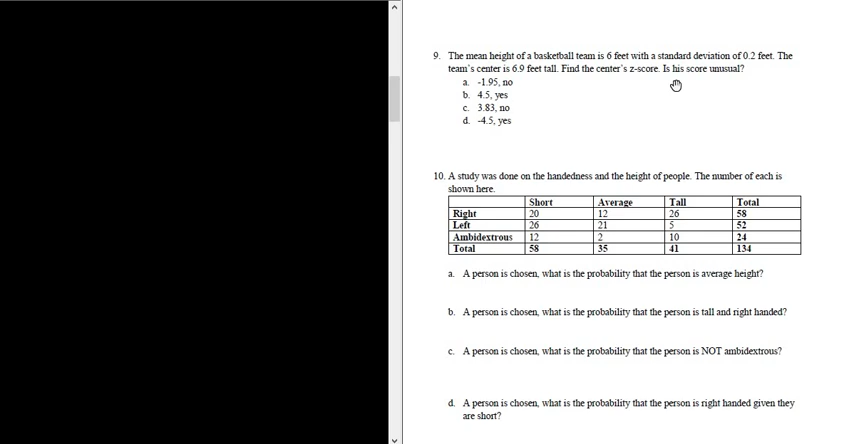 9. The mean height of a basketball team is 6 feet with a standard deviation of 0.2 feet. The
team's center is 6.9 feet tall. Find the center's z-score. Is his score unusual?
a. -1.95, no
b. 4.5, yes
c. 3.83, no
d. -4.5, yes
10. A study was done on the handedness and the height of people. The number of each is
shown here.
Short Average Tall Total
Right 20 12 26 58
Left 26 21 5 52
Ambidextrous 12 2 10 24
Total 58 35 41 134
a. A person is chosen, what is the probability that the person is average height?
b. A person is chosen, what is the probability that the person is tall and right handed?
c. A person is chosen, what is the probability that the person is NOT ambidextrous?
d. A person is chosen, what is the probability that the person is right handed given they
are short?